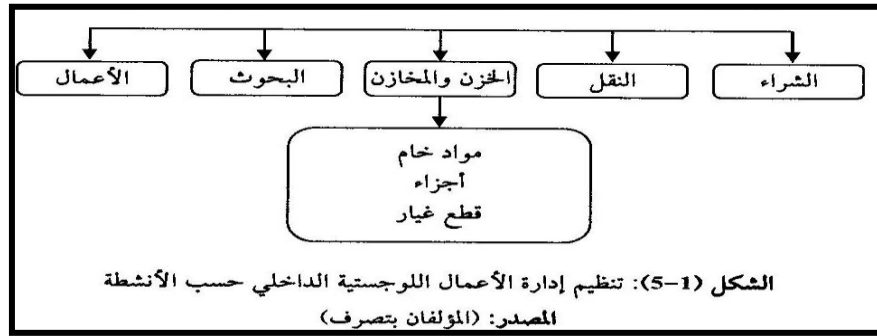 الشراء
النقل
الخزن والمخازن
البحوث
الأعمال
مواد خام
أجزاء
قطع غيار
الشكل (1-5): تنظيم إدارة الأعمال اللوجستية الداخلي حسب الأنشطة
المصدر: (المؤلفان بتصرف)